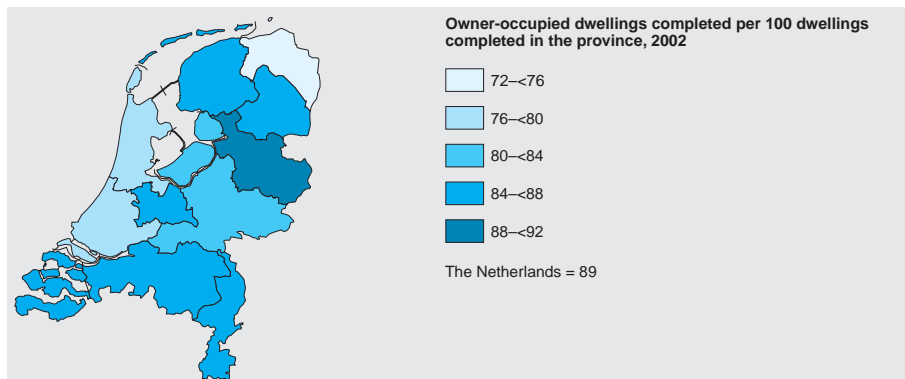 Owner-occupied dwellings completed per 100 dwellings
completed in the province, 2002
72–<76
76–<80
80–<84
84–<88
88–<92
The Netherlands = 89